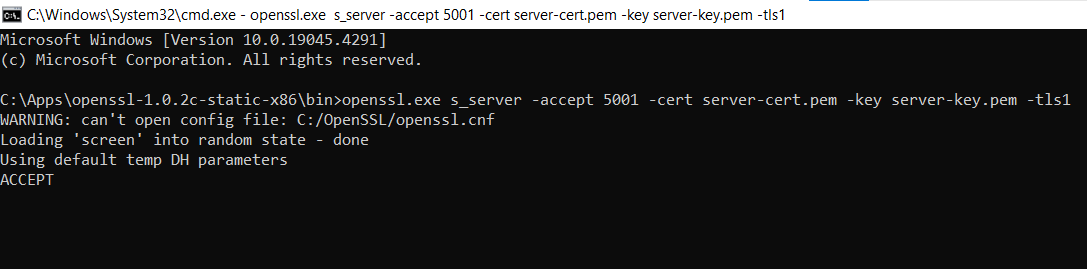 C:\Windows\System32\cmd.exe - openssl.exe  s_server -accept 5001 -cert server-cert.pem -key server-key.pem -tls1
Microsoft Windows [Version 10.0.19045.4291]
(c) Microsoft Corporation. All rights reserved.
C:\Apps\openssl-1.0.2c-static-x86\bin>openssl.exe s_server -accept 5001 -cert server-cert.pem -key server-key.pem -tls1
WARNING: can't open config file: C:/OpenSSL/openssl.cnf
Loading 'screen' into random state - done
Using default temp DH parameters
ACCEPT